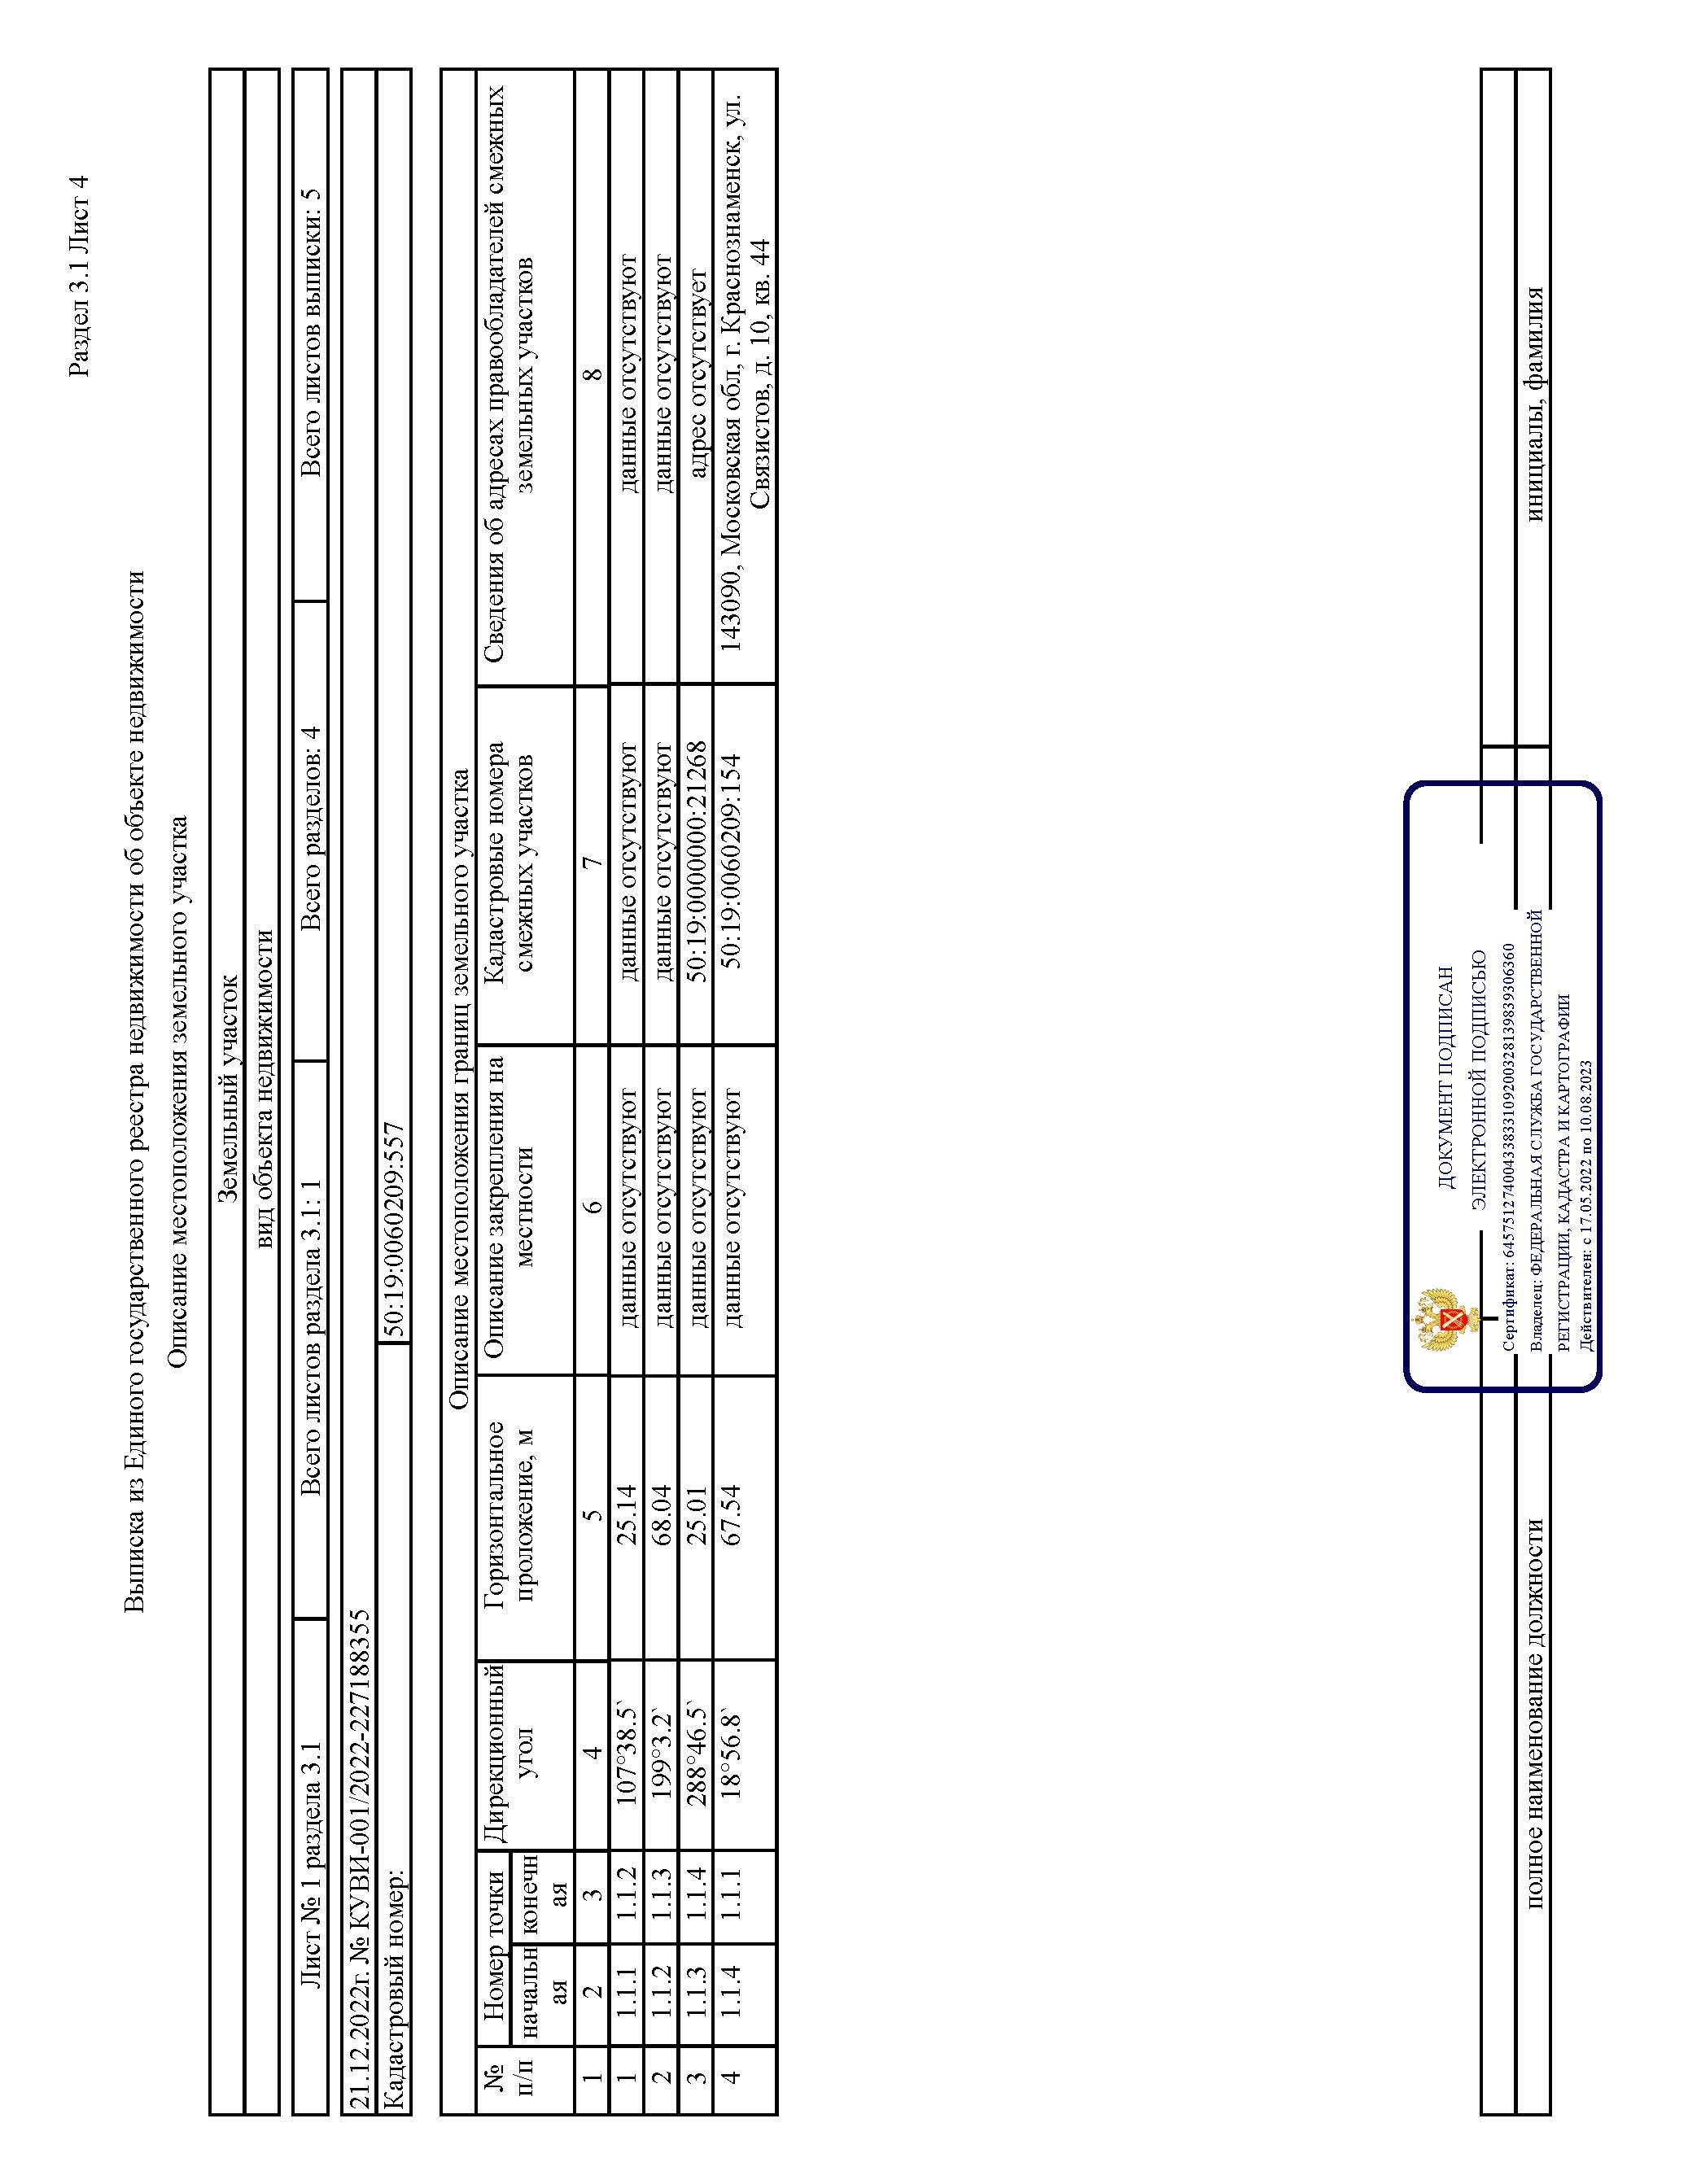 Раздел 3.1 Лист 4
Выписка из Единого государственного реестра недвижимости об объекте недвижимости
Описание местоположения земельного участка
Земельный участок
вид объекта недвижимости
Лист № 1 раздела 3.1 Всего листов раздела 3.1: 1 Всего разделов: 4 Всего листов выписки: 5
21.12.2022г. № КУВИ-001/2022-227188355
Кадастровый номер: 50:19:0060209:557
Описание местоположения границ земельного участка
№ п/п Номер точки Дирекционный угол Горизонтальное проложение, м Описание закрепления на местности Кадастровые номера смежных участков Сведения об адресах правообладателей смежных земельных участков
начальн ая конечн ая
1 2 3 4 5 6 7 8
1 1.1.1 1.1.2 107°38.5` 25.14 данные отсутствуют данные отсутствуют данные отсутствуют
2 1.1.2 1.1.3 199°3.2` 68.04 данные отсутствуют данные отсутствуют данные отсутствуют
3 1.1.3 1.1.4 288°46.5` 25.01 данные отсутствуют 50:19:0000000:21268 адрес отсутствует
4 1.1.4 1.1.1 18°56.8` 67.54 данные отсутствуют 50:19:0060209:154 143090, Московская обл, г. Краснознаменск, ул.
Связистов, д. 10, кв. 44
ДОКУМЕНТ ПОДПИСАН
ЭЛЕКТРОННОЙ ПОДПИСЬЮ
Сертификат: 64575127400433833109200328139839306360
Владелец: ФЕДЕРАЛЬНАЯ СЛУЖБА ГОСУДАРСТВЕННОЙ
РЕГИСТРАЦИИ, КАДАСТРА И КАРТОГРАФИИ
Действителен: с 17.05.2022 по 10.08.2023
полное наименование должности инициалы, фамилия